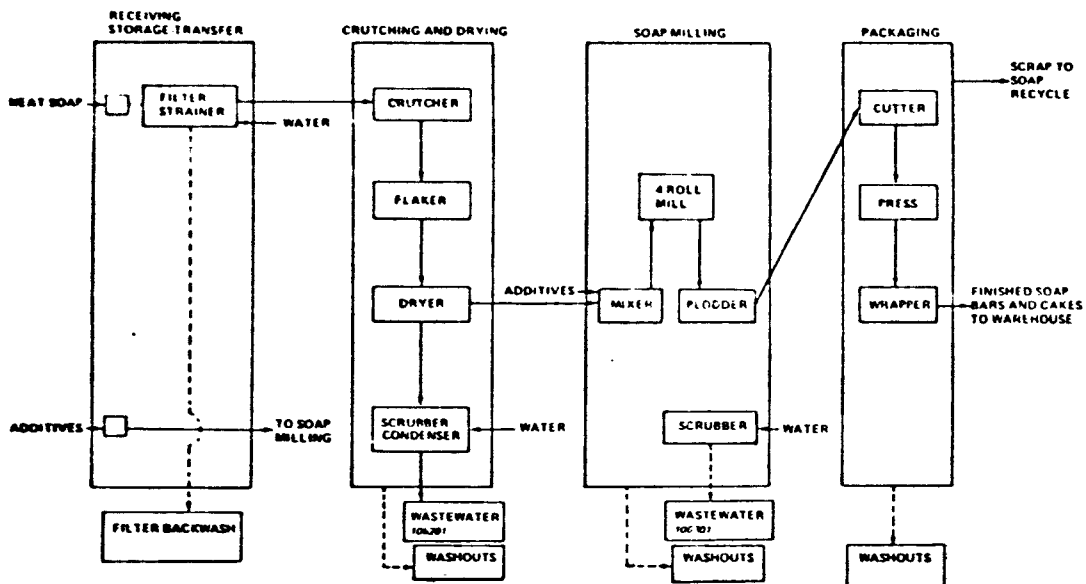 RECEIVING
STORAGE-TRANSFER
CRUTCHING AND DRYING
SOAP MILLING
PACKAGING
NEAT SOAP
FILTER
STRAINER
WATER
CRUTCHER
FLAKER
DRYER
SCRUBBER
CONDENSER
WATER
ADDITIVES
TO SOAP
MILLING
FILTER BACKWASH
WASTEWATER
WASHOUTS
ADDITIVES
MIXER
4 ROLL
MILL
PLODDER
SCRUBBER
WATER
WASTEWATER
WASHOUTS
CUTTER
PRESS
WRAPPER
SCRAP TO
SOAP
RECYCLE
FINISHED SOAP
BARS AND CAKES
TO WAREHOUSE
WASHOUTS